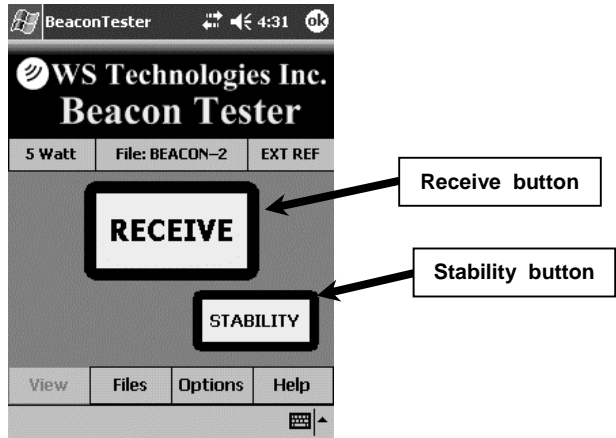 BeaconTester 4:31 ok
WS Technologies Inc.
Beacon Tester
5 Watt File: BEACON–2 EXT REF
Receive button
RECEIVE
Stability button
STABILITY
View Files Options Help